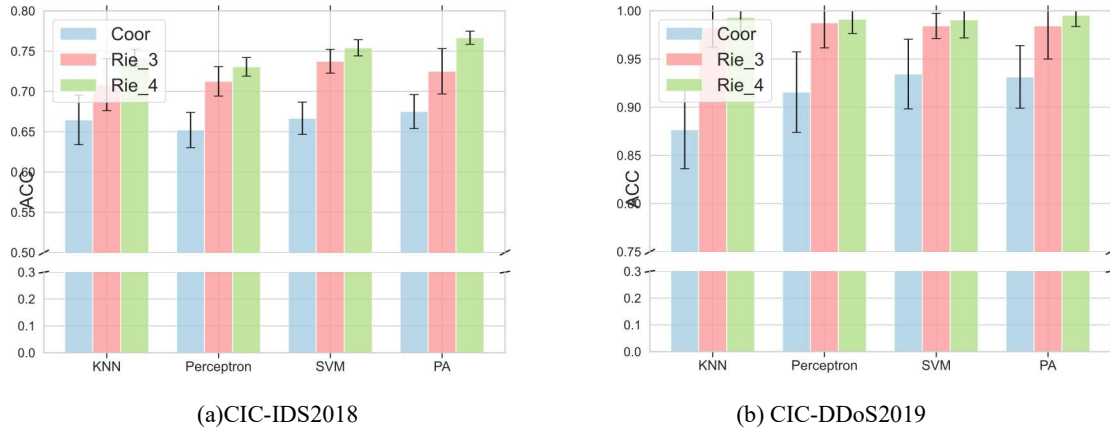 0.80
0.75
0.70
0.65
0.60
0.55
0.50
0.3
0.2
0.1
0.0
ACC
Coor
Rie_3
Rie_4
KNN Perceptron SVM PA
(a)CIC-IDS2018
1.00
0.95
0.90
0.85
0.80
0.75
0.3
0.2
0.1
0.0
ACC
Coor
Rie_3
Rie_4
KNN Perceptron SVM PA
(b) CIC-DDoS2019